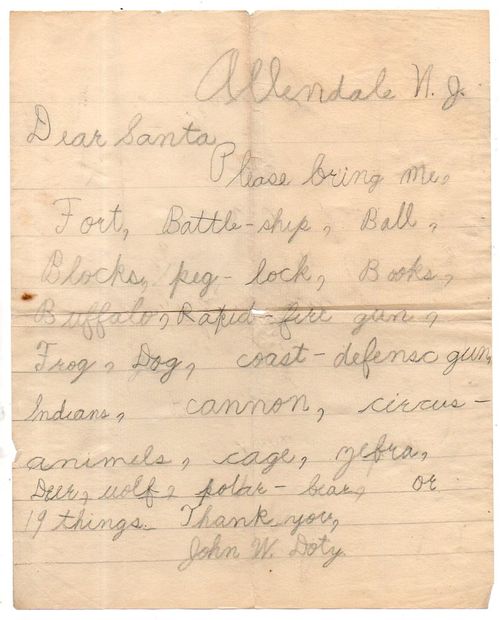 Allendale N. J.
Dear Santa
Please bring me,
Fort, Battle-ship, Ball,
Blocks, peg-lock, Books,
Buffalo, Rapid-fire gun,
Frog, Dog, coast-defense gun,
Indians, cannon, circus-
animels, cage, zefra,
Deer, wolf, polar-bear, or
19 things. Thank you,
John W. Doty